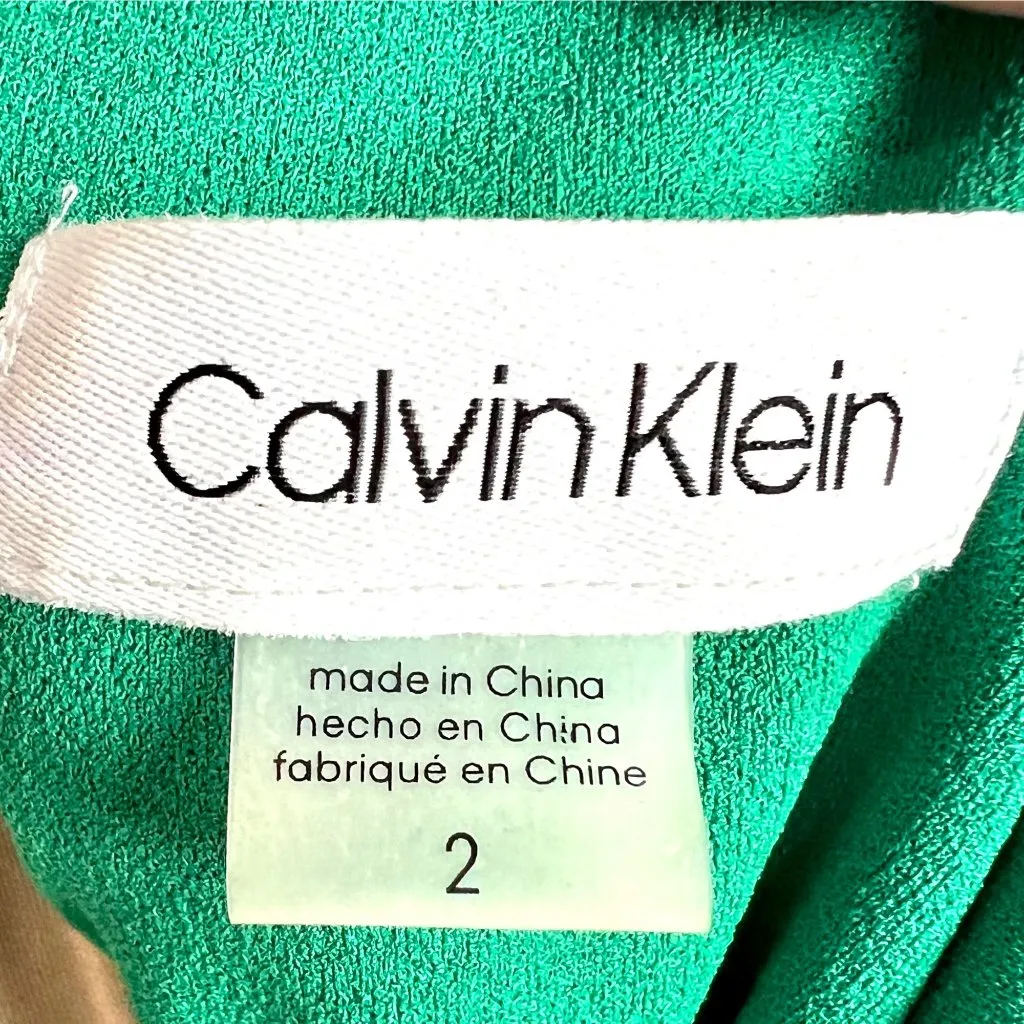 Calvin Klein
made in China
hecho en China
fabriqué en Chine
2